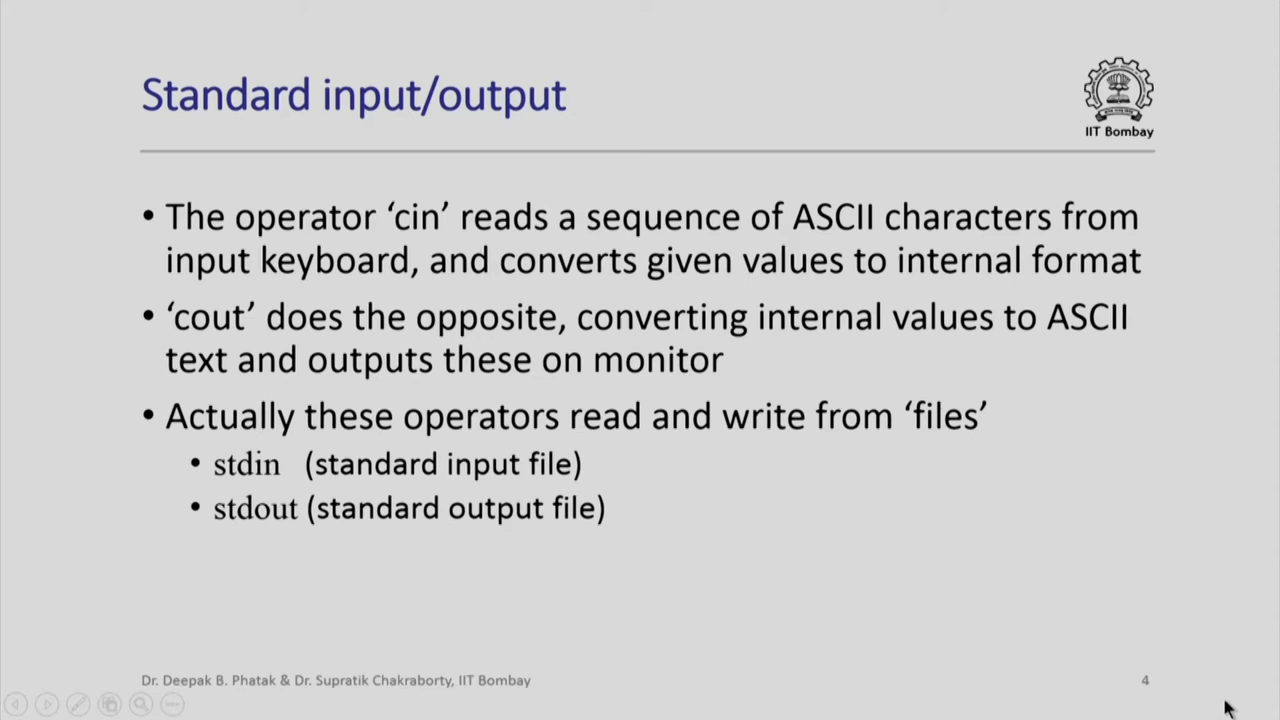 Standard input/output
IIT Bombay
• The operator ‘cin’ reads a sequence of ASCII characters from
input keyboard, and converts given values to internal format
• ‘cout’ does the opposite, converting internal values to ASCII
text and outputs these on monitor
• Actually these operators read and write from ‘files’
• stdin (standard input file)
• stdout (standard output file)
Dr. Deepak B. Phatak & Dr. Supratik Chakraborty, IIT Bombay
4